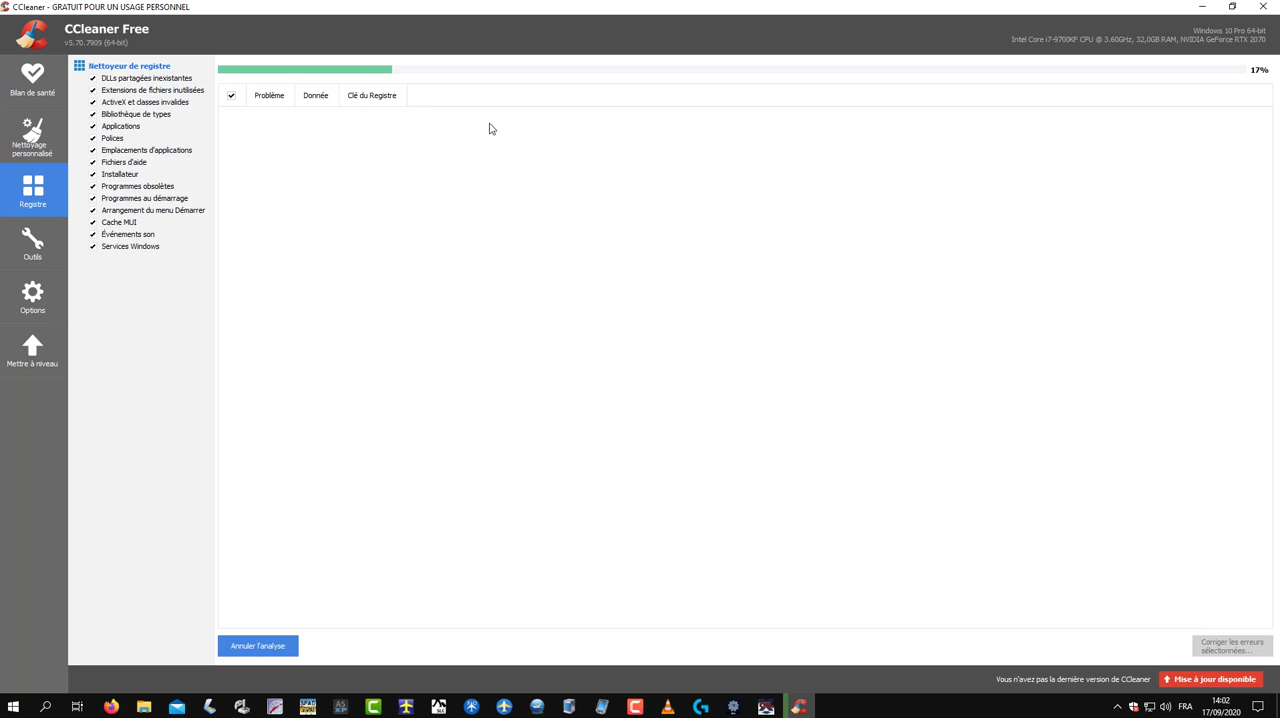 CCleaner - GRATUIT POUR UN USAGE PERSONNEL
CCleaner Free
v5.70.7909 (64-bit)
Windows 10 Pro 64-bit
Intel Core i7-9700KF CPU @ 3.60GHz, 32,0GB RAM, NVIDIA GeForce RTX 2070
Bilan de santé
Nettoyage
personnalisé
Registre
Outils
Options
Mettre à niveau
Nettoyeur de registre
DLLs partagées inexistantes
Extensions de fichiers inutilisées
ActiveX et classes invalides
Bibliothèque de types
Applications
Polices
Emplacements d'applications
Fichiers d'aide
Installateur
Programmes obsolètes
Programmes au démarrage
Arrangement du menu Démarrer
Cache MUI
Événements son
Services Windows
17%
Problème Donnée Clé du Registre
Annuler l'analyse
Corriger les erreurs
sélectionnées...
Vous n'avez pas la dernière version de CCleaner
Mise à jour disponible
FRA
14:02
17/09/2020